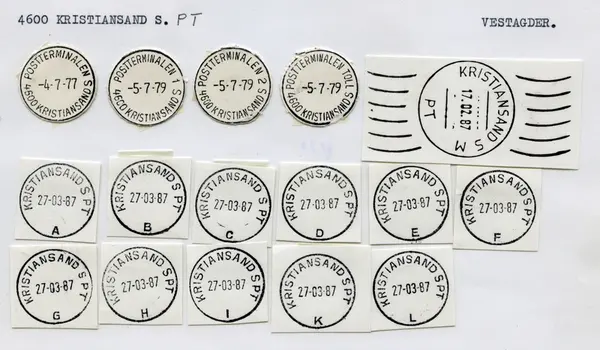 4600 KRISTIANSAND S. PT
VESTAGDER.
POSTTERMINALEN
-4.-7.-77
4600 KRISTIANSAND S
POSTTERMINALEN 1
-5.-7.-79
4600 KRISTIANSAND S
POSTTERMINALEN 2
-5.-7.-79
4600 KRISTIANSAND S
POSTTERMINALEN TOLL
-5.-7.-79
4600 KRISTIANSAND S
KRISTIANSAND S M
17.02.87
PT
KRISTIANSAND S PT
27-03-87
A
KRISTIANSAND S PT
27-03-87
B
KRISTIANSAND S PT
27-03-87
C
KRISTIANSAND S PT
27-03-87
D
KRISTIANSAND S PT
27-03-87
E
KRISTIANSAND S PT
27-03-87
F
KRISTIANSAND S PT
27-03-87
G
KRISTIANSAND S PT
27-03-87
H
KRISTIANSAND S PT
27-03-87
I
KRISTIANSAND S PT
27-03-87
K
KRISTIANSAND S PT
27-03-87
L